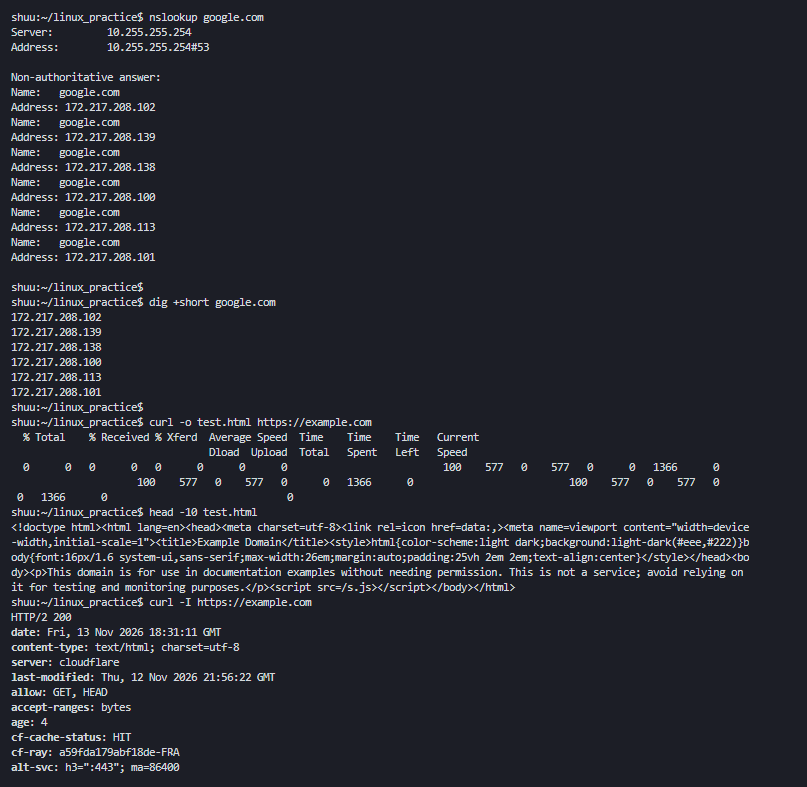 shuu:~/linux_practice$ nslookup google.com
Server:         10.255.255.254
Address:        10.255.255.254#53

Non-authoritative answer:
Name:   google.com
Address: 172.217.208.102
Name:   google.com
Address: 172.217.208.139
Name:   google.com
Address: 172.217.208.138
Name:   google.com
Address: 172.217.208.100
Name:   google.com
Address: 172.217.208.113
Name:   google.com
Address: 172.217.208.101

shuu:~/linux_practice$
shuu:~/linux_practice$ dig +short google.com
172.217.208.102
172.217.208.139
172.217.208.138
172.217.208.100
172.217.208.113
172.217.208.101
shuu:~/linux_practice$
shuu:~/linux_practice$ curl -o test.html https://example.com
  % Total    % Received % Xferd  Average Speed  Time    Time    Time   Current
                                 Dload  Upload  Total   Spent   Left   Speed
  0      0   0      0   0      0      0      0                          100    577   0    577   0      0   1366      0
                     100    577   0    577   0      0   1366      0                          100    577   0    577   0
 0   1366      0                              0
shuu:~/linux_practice$ head -10 test.html
<!doctype html><html lang=en><head><meta charset=utf-8><link rel=icon href=data:,><meta name=viewport content="width=device
-width,initial-scale=1"><title>Example Domain</title><style>html{color-scheme:light dark;background:light-dark(#eee,#222)}b
ody{font:16px/1.6 system-ui,sans-serif;max-width:26em;margin:auto;padding:25vh 2em 2em;text-align:center}</style></head><bo
dy><p>This domain is for use in documentation examples without needing permission. This is not a service; avoid relying on
it for testing and monitoring purposes.</p><script src=/s.js></script></body></html>
shuu:~/linux_practice$ curl -I https://example.com
HTTP/2 200
date: Fri, 13 Nov 2026 18:31:11 GMT
content-type: text/html; charset=utf-8
server: cloudflare
last-modified: Thu, 12 Nov 2026 21:56:22 GMT
allow: GET, HEAD
accept-ranges: bytes
age: 4
cf-cache-status: HIT
cf-ray: a59fda179abf18de-FRA
alt-svc: h3=":443"; ma=86400